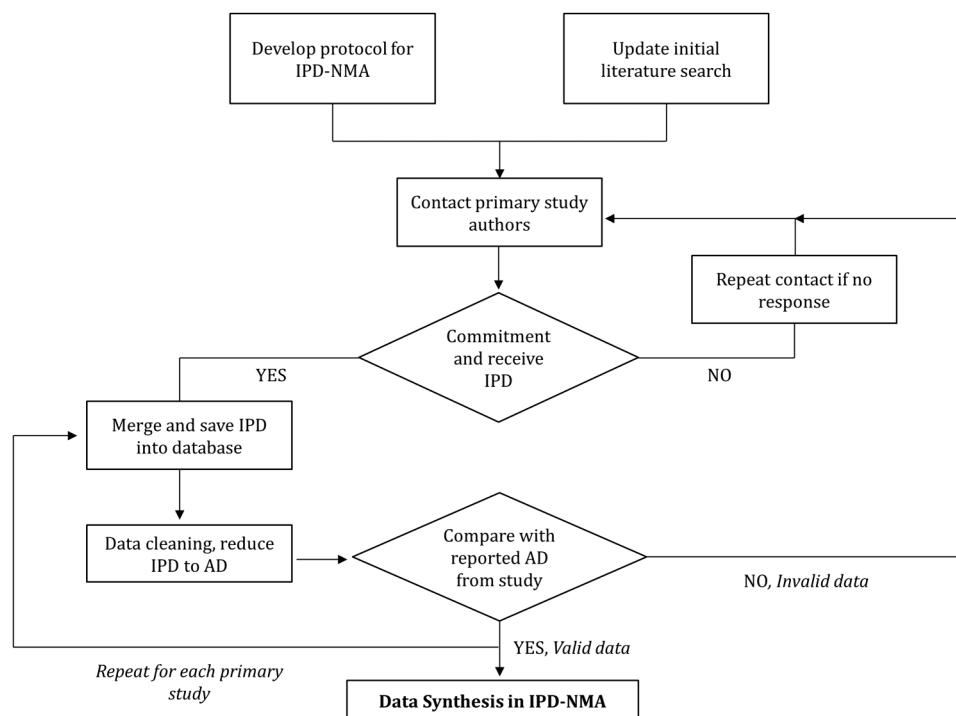 Develop protocol for
IPD-NMA
Update initial
literature search
Contact primary study
authors
Repeat contact if no
response
Commitment
and receive
IPD
YES
NO
Merge and save IPD
into database
Data cleaning, reduce
IPD to AD
Compare with
reported AD
from study
NO, Invalid data
YES, Valid data
Repeat for each primary
study
Data Synthesis in IPD-NMA